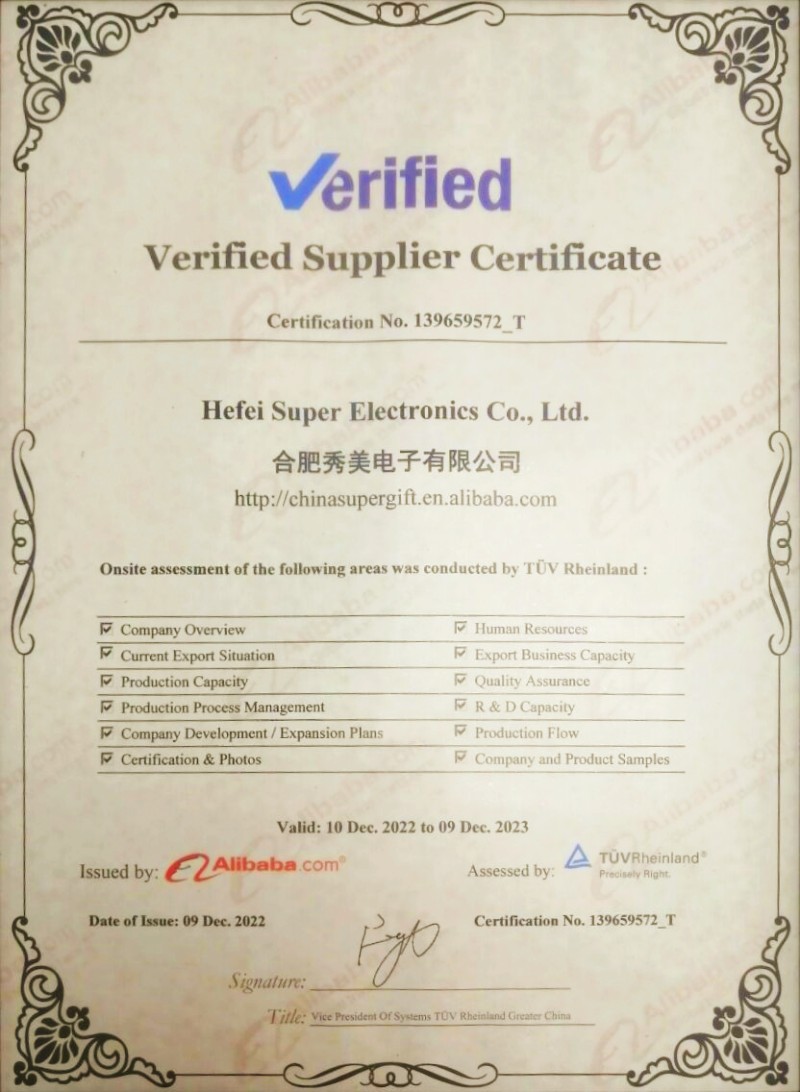 Verified
Verified Supplier Certificate
Certification No. 139659572_T
Hefei Super Electronics Co., Ltd.
合肥秀美电子有限公司
http://chinasupergift.en.alibaba.com
Onsite assessment of the following areas was conducted by TÜV Rheinland :
☑ Company Overview ☑ Human Resources
☑ Current Export Situation ☑ Export Business Capacity
☑ Production Capacity ☑ Quality Assurance
☑ Production Process Management ☑ R & D Capacity
☑ Company Development / Expansion Plans ☑ Production Flow
☑ Certification & Photos ☑ Company and Product Samples
Valid: 10 Dec. 2022 to 09 Dec. 2023
Issued by: Alibaba.com® Assessed by: TÜVRheinland®
Precisely Right.
Date of Issue: 09 Dec. 2022 Certification No. 139659572_T
Signature:
Title: Vice President Of Systems TÜV Rheinland Greater China